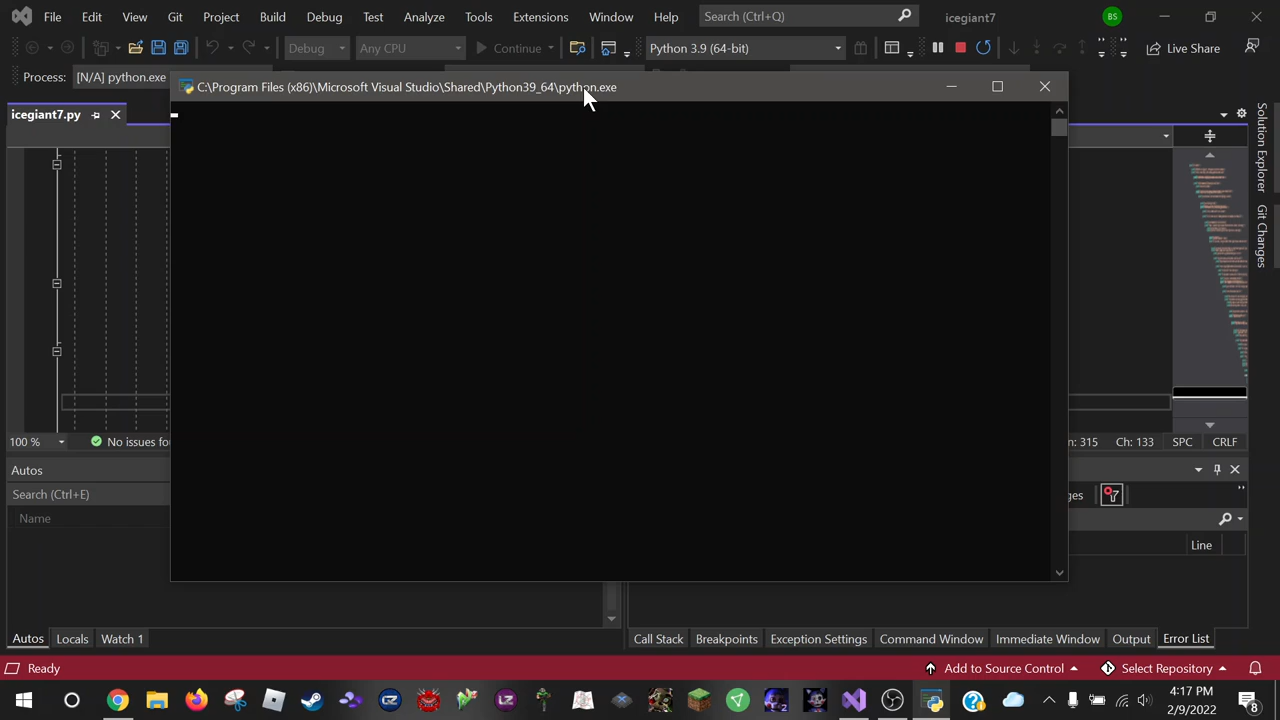 File Edit View Git Project Build Debug Test Analyze Tools Extensions Window Help Search (Ctrl+Q) icegiant7 BS
Debug Any CPU Continue Python 3.9 (64-bit) Live Share
Process: [N/A] python.exe
C:\Program Files (x86)\Microsoft Visual Studio\Shared\Python39_64\python.exe
icegiant7.py
Solution Explorer
Git Changes
100 % No issues fou n: 315 Ch: 133 SPC CRLF
Autos
Search (Ctrl+E) ges
Name Line
Autos Locals Watch 1 Call Stack Breakpoints Exception Settings Command Window Immediate Window Output Error List
Ready Add to Source Control Select Repository
4:17 PM
2/9/2022
8